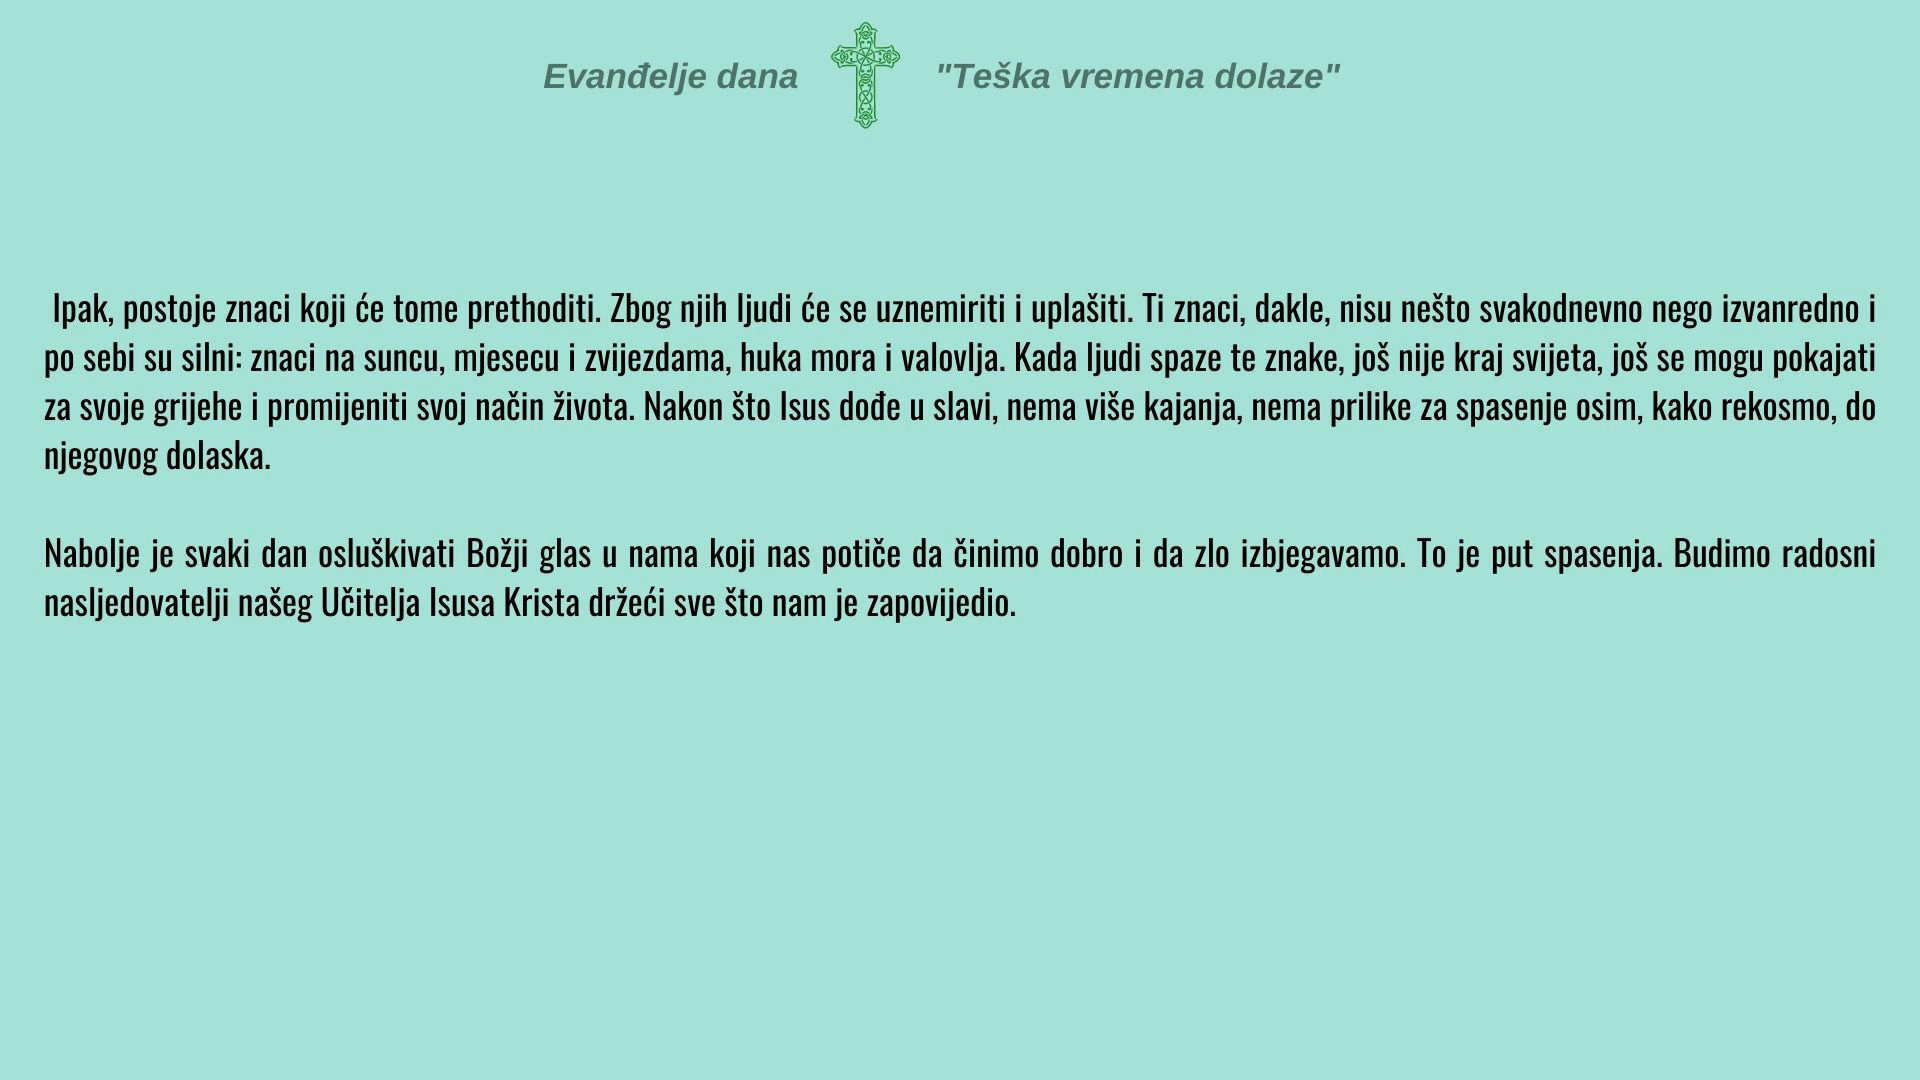 Evanđelje dana "Teška vremena dolaze"
Ipak, postoje znaci koji će tome prethoditi. Zbog njih ljudi će se uznemiriti i uplašiti. Ti znaci, dakle, nisu nešto svakodnevno nego izvanredno i
po sebi su silni: znaci na suncu, mjesecu i zvijezdama, huka mora i valovlja. Kada ljudi spaze te znake, još nije kraj svijeta, još se mogu pokajati
za svoje grijehe i promijeniti svoj način života. Nakon što Isus dođe u slavi, nema više kajanja, nema prilike za spasenje osim, kako rekosmo, do
njegovog dolaska.
Nabolje je svaki dan osluškivati Božji glas u nama koji nas potiče da činimo dobro i da zlo izbjegavamo. To je put spasenja. Budimo radosni
nasljedovatelji našeg Učitelja Isusa Krista držeći sve što nam je zapovijedio.